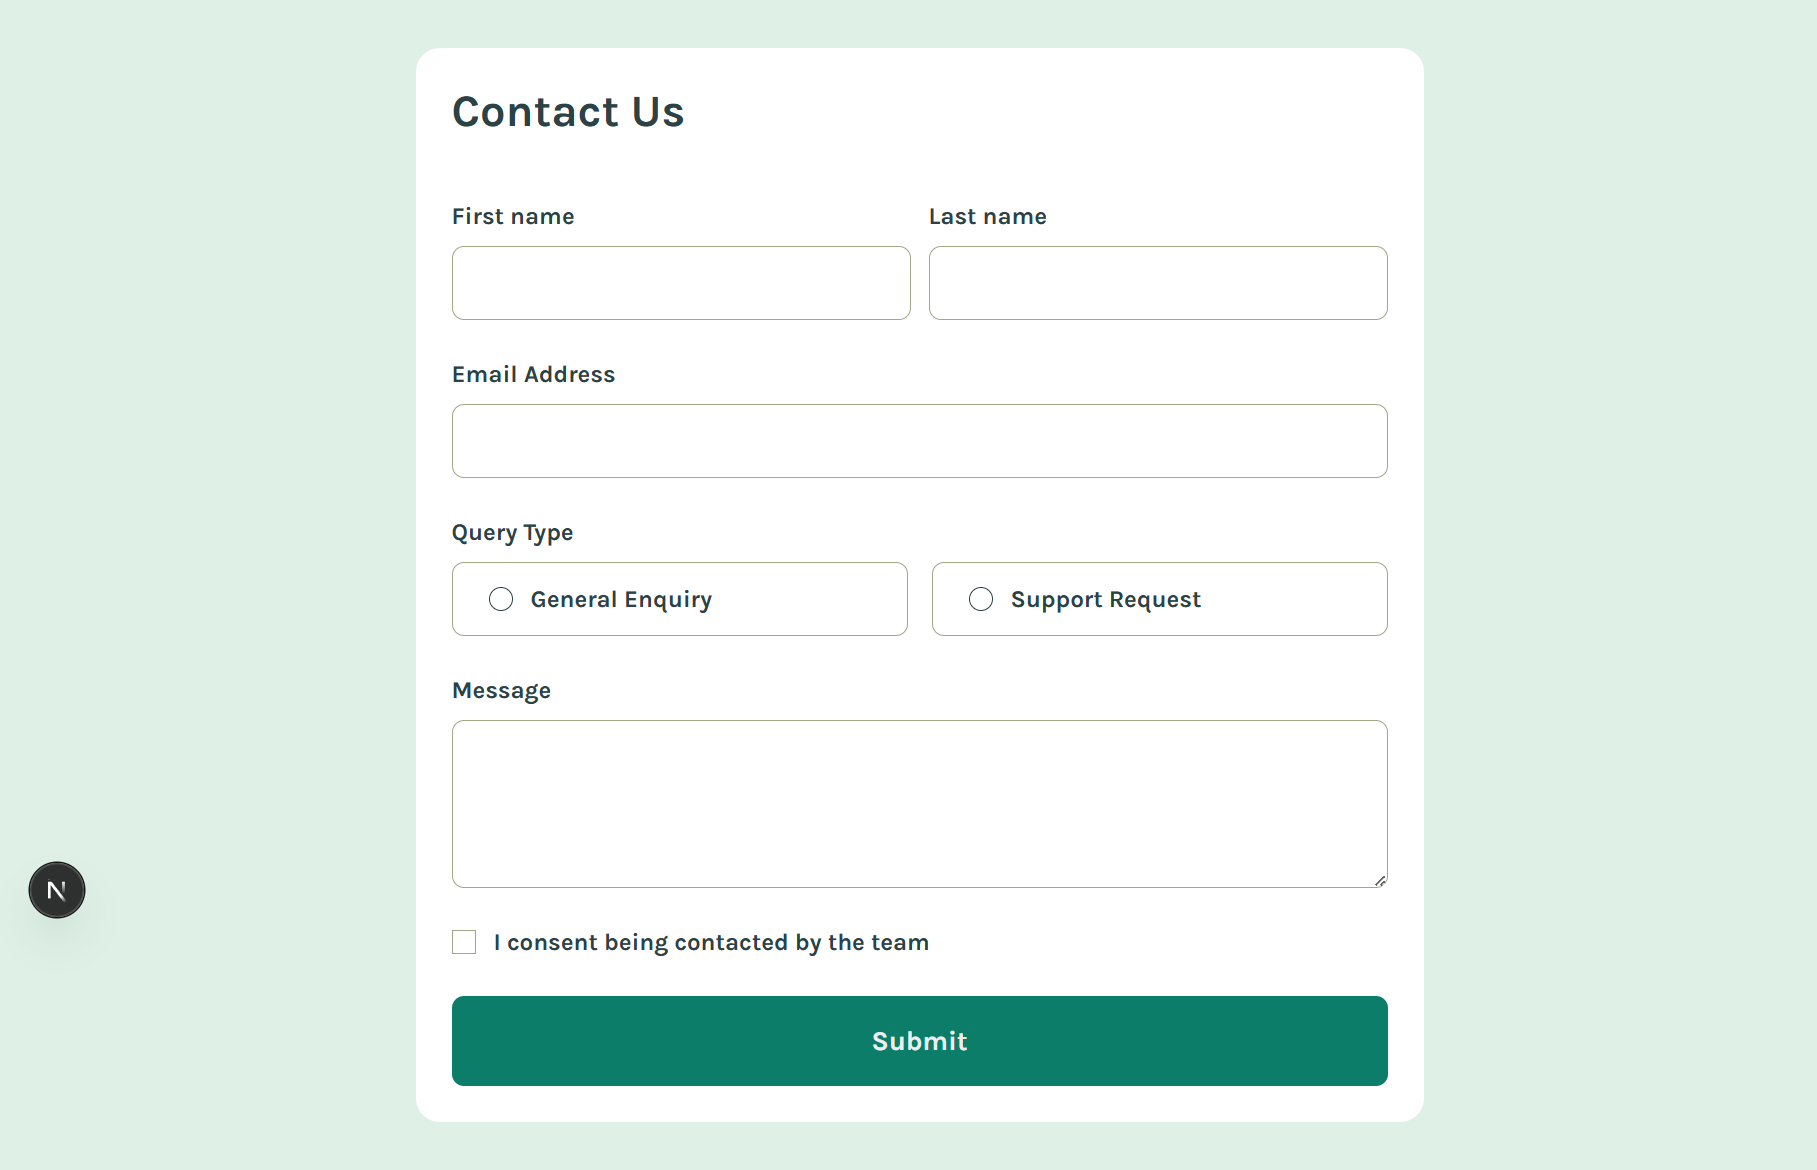 Contact Us
First name
Last name
Email Address
Query Type
General Enquiry
Support Request
Message
N
I consent being contacted by the team
Submit